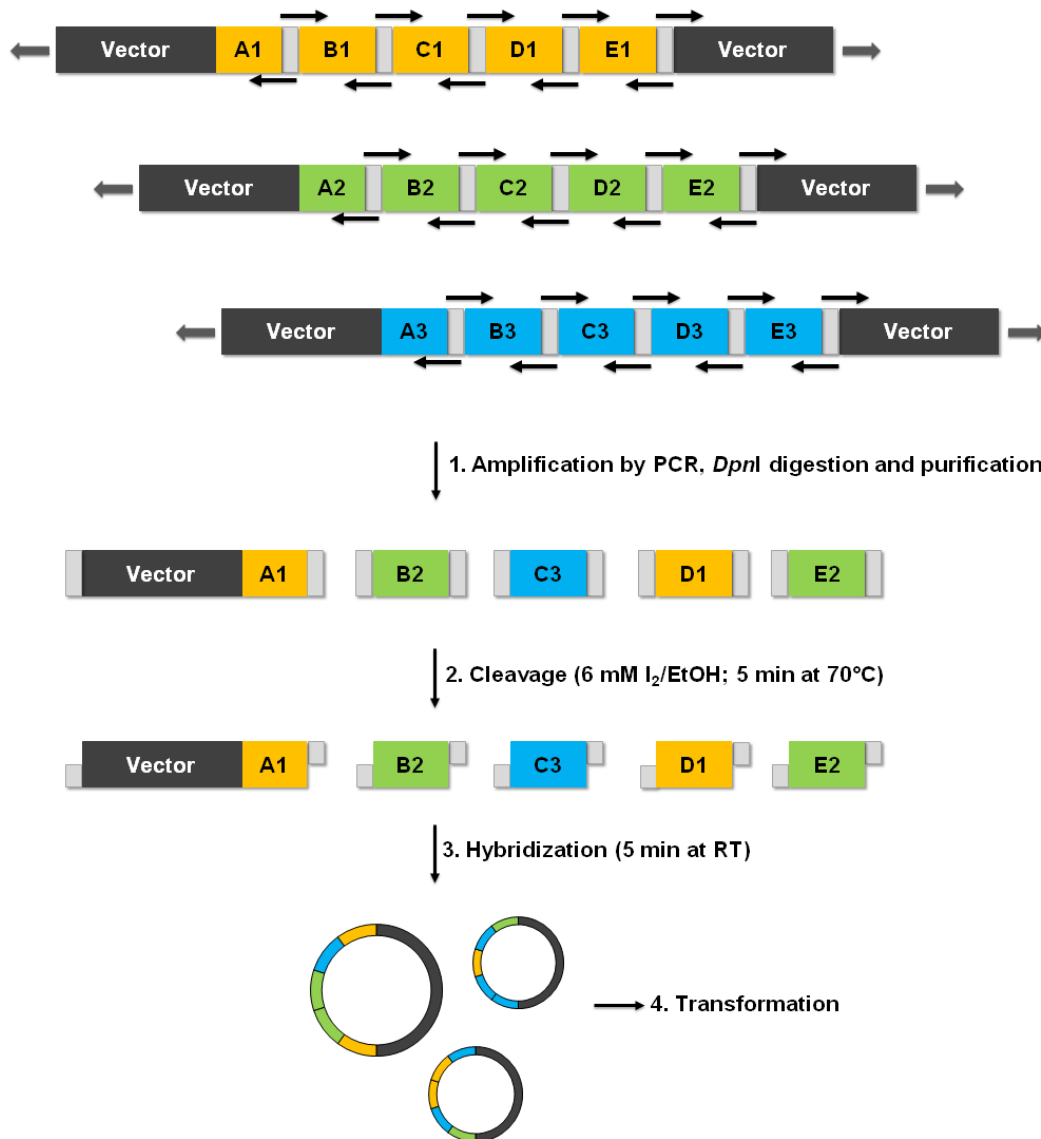 Vector A1 B1 C1 D1 E1 Vector
Vector A2 B2 C2 D2 E2 Vector
Vector A3 B3 C3 D3 E3 Vector
1. Amplification by PCR, DpnI digestion and purification
Vector A1 B2 C3 D1 E2
2. Cleavage (6 mM I₂/EtOH; 5 min at 70°C)
Vector A1 B2 C3 D1 E2
3. Hybridization (5 min at RT)
4. Transformation